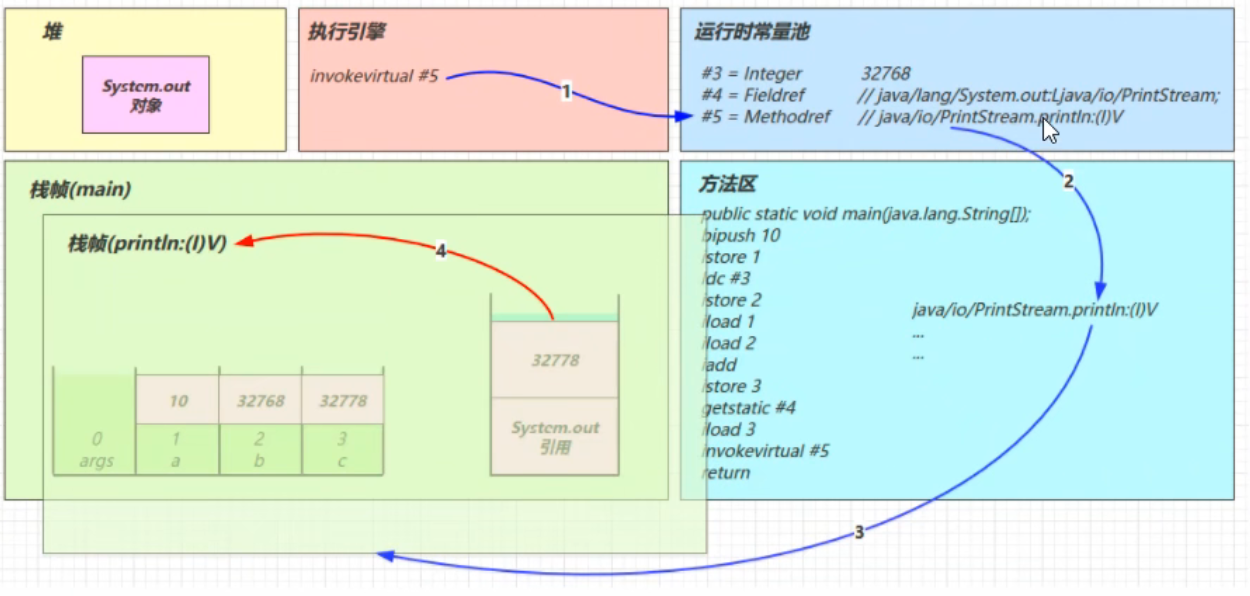 堆
System.out
对象
执行引擎
invokevirtual #5
1
运行时常量池
#3 = Integer 32768
#4 = Fieldref // java/lang/System.out:Ljava/io/PrintStream;
#5 = Methodref // java/io/PrintStream.println:(I)V
2
栈帧(main)
栈帧(println:(I)V)
4
32778
System.out
引用
10 32768 32778
0 1 2 3
args a b c
方法区
public static void main(java.lang.String[]);
bipush 10
istore 1
ldc #3
istore 2
iload 1
iload 2
iadd
istore 3
getstatic #4
iload 3
invokevirtual #5
return
java/io/PrintStream.println:(I)V
...
...
3